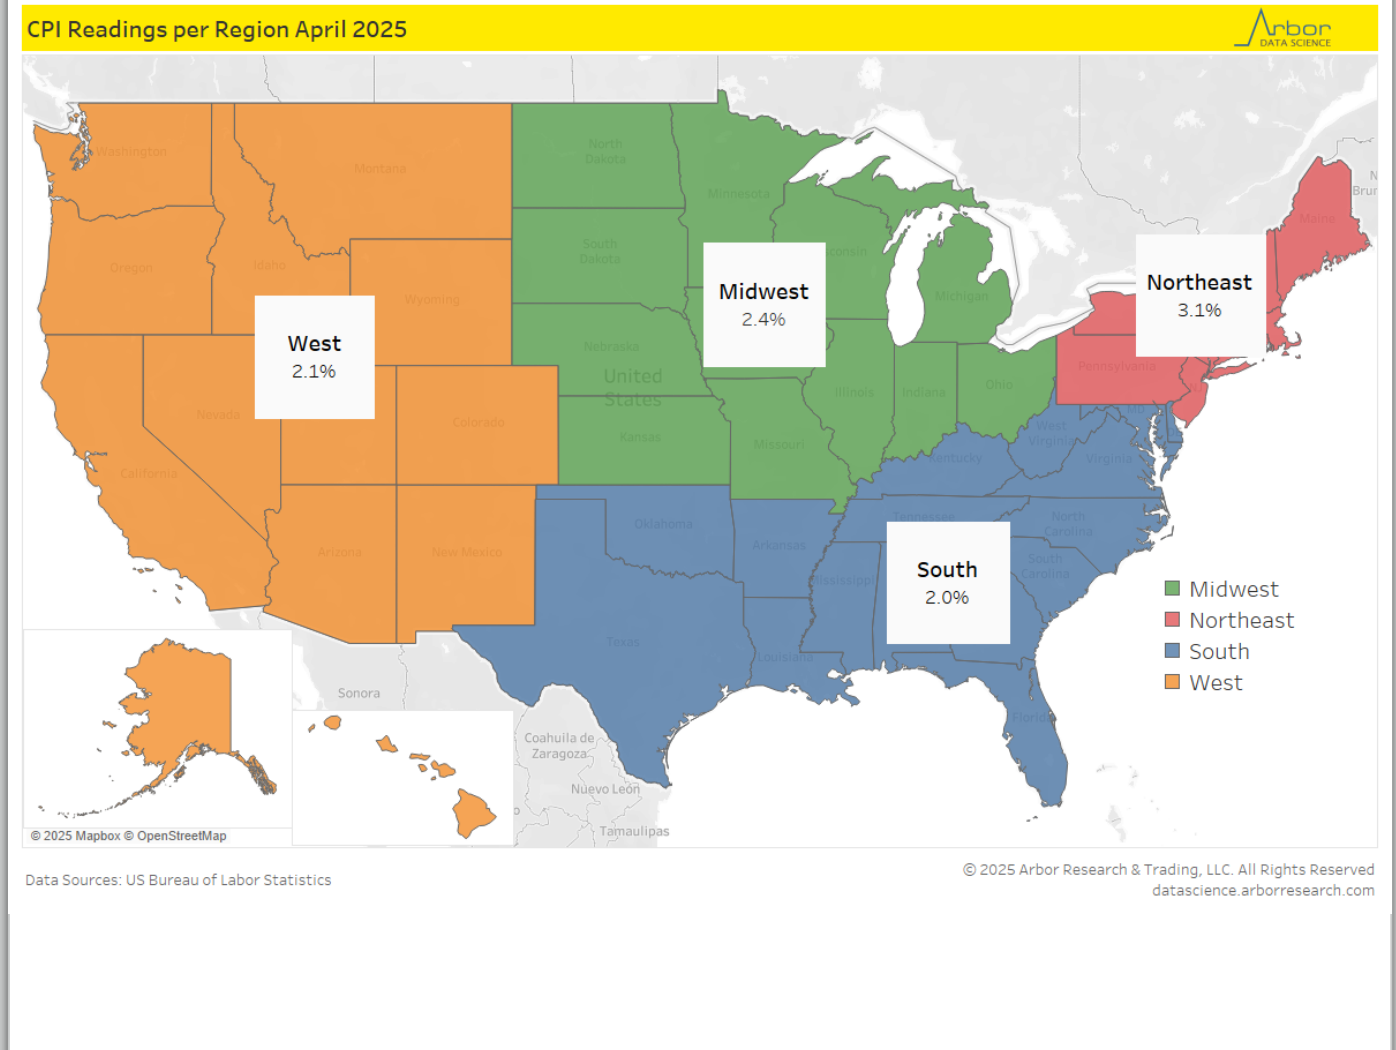 CPI Readings per Region April 2025
Arbor
DATA SCIENCE
Washington
Montana
North
Dakota
Minnesota
Maine
Oregon
Idaho
Wyoming
South
Dakota
Michigan
Midwest
2.4%
Northeast
3.1%
West
2.1%
Nebraska
United
States
Pennsylvania
Nevada
Colorado
Kansas
Missouri
Illinois
Indiana
Ohio
West
Virginia
MD
Virginia
Kentucky
California
Arizona
New Mexico
Oklahoma
Arkansas
Tennessee
North
Carolina
South
Carolina
Mississippi
South
2.0%
Texas
Louisiana
Florida
Midwest
Northeast
South
West
Sonora
Coahuila de
Zaragoza
Nuevo León
Tamaulipas
© 2025 Mapbox © OpenStreetMap
Data Sources: US Bureau of Labor Statistics
© 2025 Arbor Research & Trading, LLC. All Rights Reserved
datascience.arborresearch.com